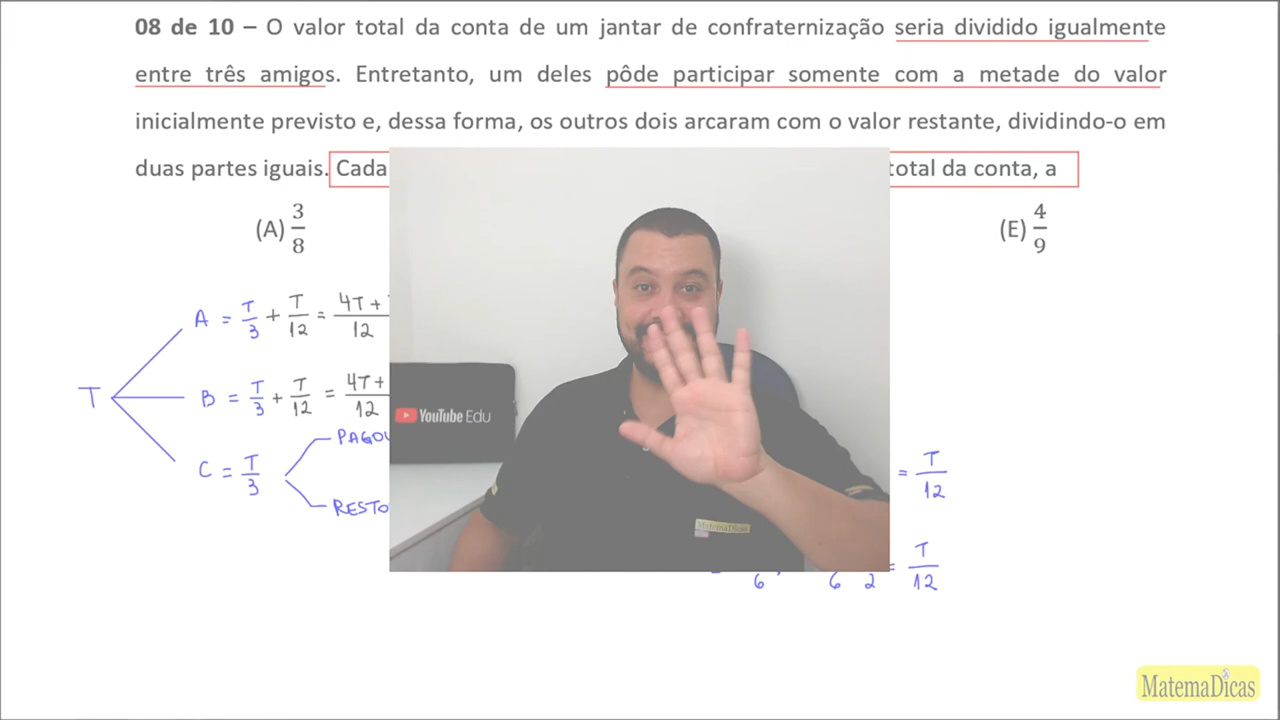 08 de 10 – O valor total da conta de um jantar de confraternização seria dividido igualmente
entre três amigos. Entretanto, um deles pôde participar somente com a metade do valor
inicialmente previsto e, dessa forma, os outros dois arcaram com o valor restante, dividindo-o em
duas partes iguais. Cada total da conta, a
(A) 3/8 (E) 4/9
A = T/3 + T/12 = 4T + /12
T B = T/3 + T/12 = 4T + /12
YouTube Edu
PAGOU
C = T/3 = T/12
RESTO
MatemaDicas
6 6 2 = T/12
MatemaDicas